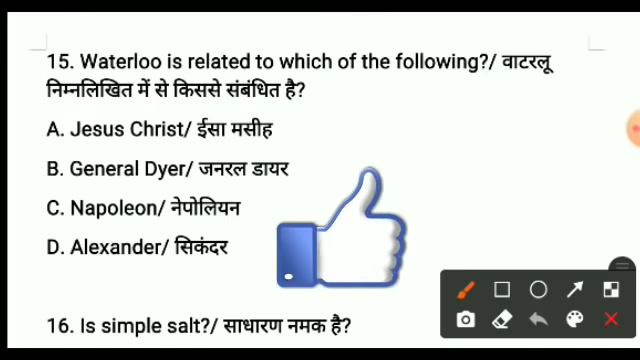 15. Waterloo is related to which of the following?/ वाटरलू
निम्नलिखित में से किससे संबंधित है?
A. Jesus Christ/ ईसा मसीह
B. General Dyer/ जनरल डायर
C. Napoleon/ नेपोलियन
D. Alexander/ सिकंदर
16. Is simple salt?/ साधारण नमक है?